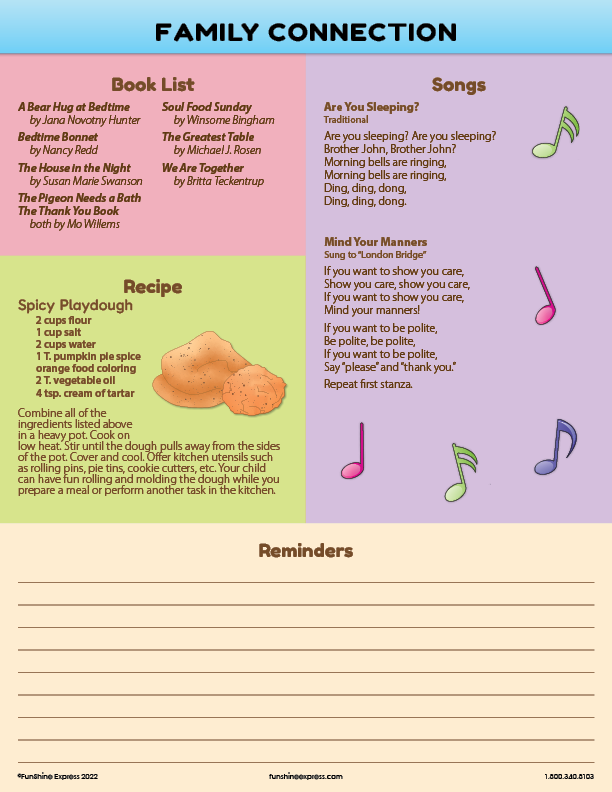 FAMILY CONNECTION
Book List
A Bear Hug at Bedtime
by Jana Novotny Hunter
Bedtime Bonnet
by Nancy Redd
The House in the Night
by Susan Marie Swanson
The Pigeon Needs a Bath
The Thank You Book
both by Mo Willems
Soul Food Sunday
by Winsome Bingham
The Greatest Table
by Michael J. Rosen
We Are Together
by Britta Teckentrup
Recipe
Spicy Playdough
2 cups flour
1 cup salt
2 cups water
1 T. pumpkin pie spice
orange food coloring
2 T. vegetable oil
4 tsp. cream of tartar
Combine all of the
ingredients listed above
in a heavy pot. Cook on
low heat. Stir until the dough pulls away from the sides
of the pot. Cover and cool. Offer kitchen utensils such
as rolling pins, pie tins, cookie cutters, etc. Your child
can have fun rolling and molding the dough while you
prepare a meal or perform another task in the kitchen.
Songs
Are You Sleeping?
Traditional
Are you sleeping? Are you sleeping?
Brother John, Brother John?
Morning bells are ringing,
Morning bells are ringing,
Ding, ding, dong,
Ding, ding, dong.
Mind Your Manners
Sung to "London Bridge"
If you want to show you care,
Show you care, show you care,
If you want to show you care,
Mind your manners!
If you want to be polite,
Be polite, be polite,
If you want to be polite,
Say "please" and "thank you."
Repeat first stanza.
Reminders
©FunShine Express 2022
funshineexpress.com
1.800.340.8103